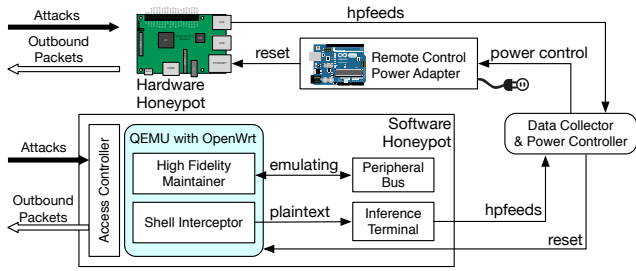 Attacks
hpfeeds
Outbound
Packets
reset
Remote Control
Power Adapter
power control
Hardware
Honeypot
Software
Honeypot
Data Collector
& Power Controller
Attacks
Access Controller
QEMU with OpenWrt
High Fidelity
Maintainer
emulating
Peripheral
Bus
Outbound
Packets
Shell Interceptor
plaintext
Inference
Terminal
hpfeeds
reset